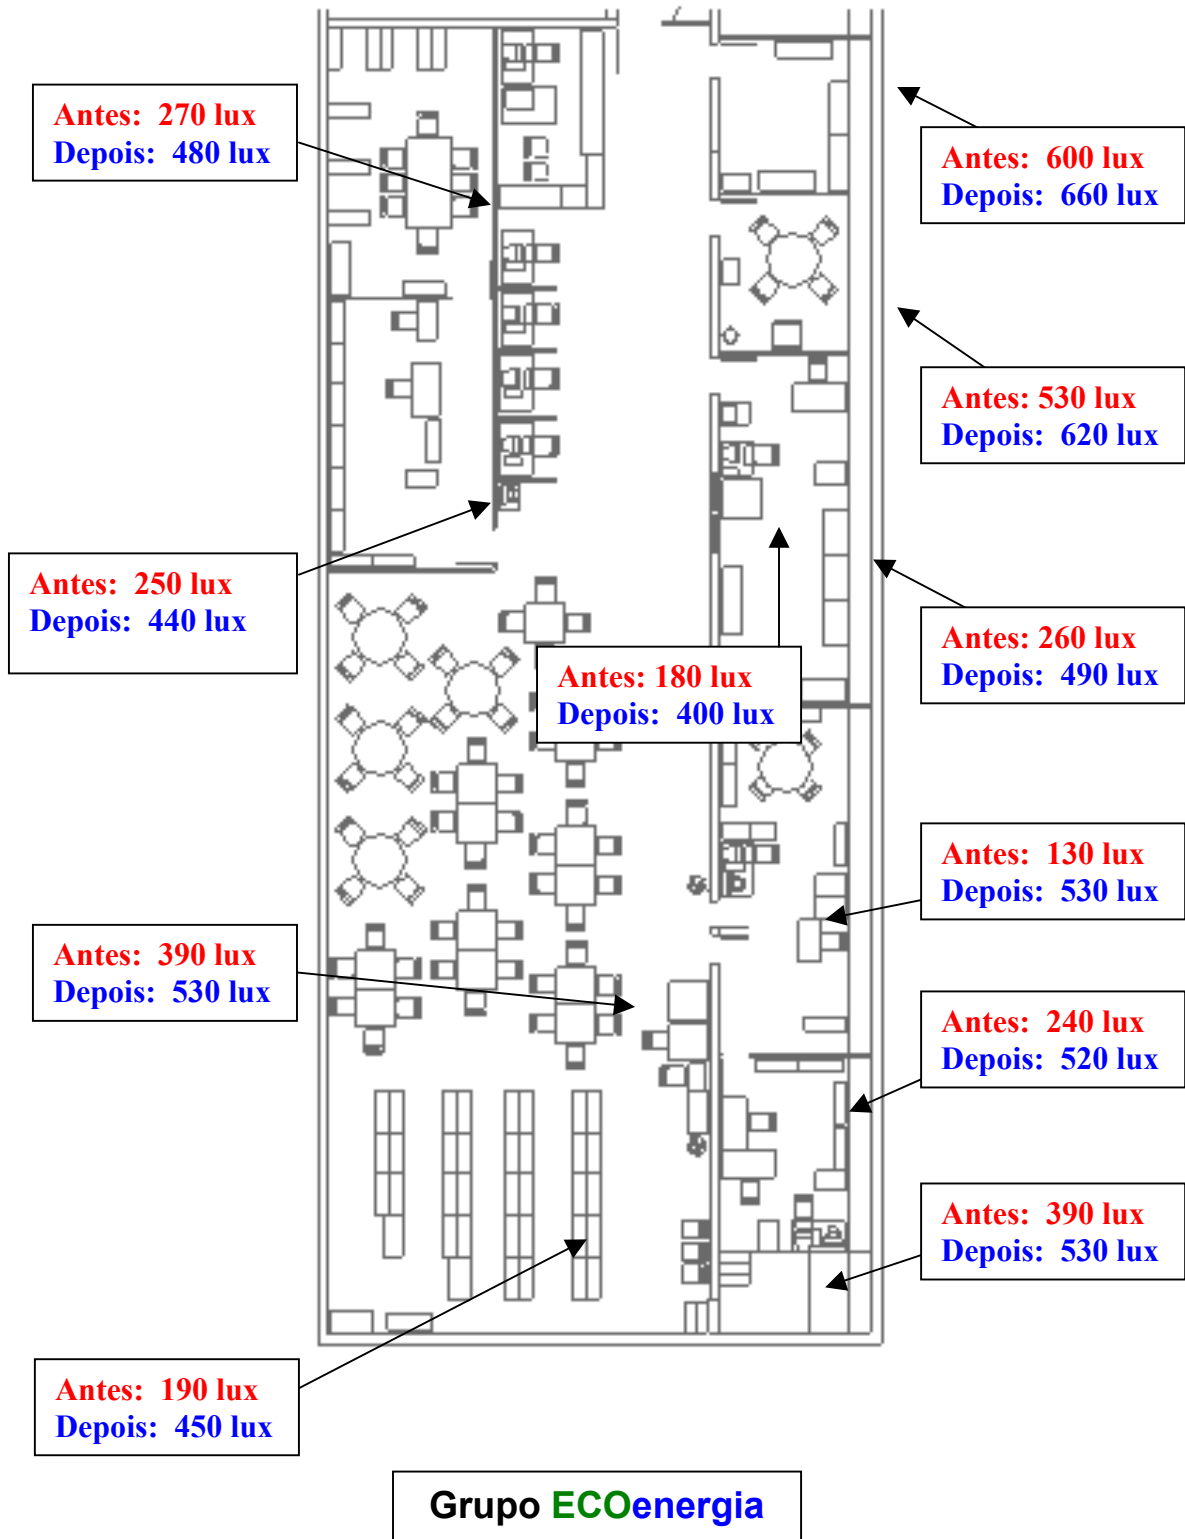 Antes: 270 lux
Depois: 480 lux
Antes: 600 lux
Depois: 660 lux
Antes: 530 lux
Depois: 620 lux
Antes: 250 lux
Depois: 440 lux
Antes: 180 lux
Depois: 400 lux
Antes: 260 lux
Depois: 490 lux
Antes: 130 lux
Depois: 530 lux
Antes: 390 lux
Depois: 530 lux
Antes: 240 lux
Depois: 520 lux
Antes: 390 lux
Depois: 530 lux
Antes: 190 lux
Depois: 450 lux
Grupo ECOenergia